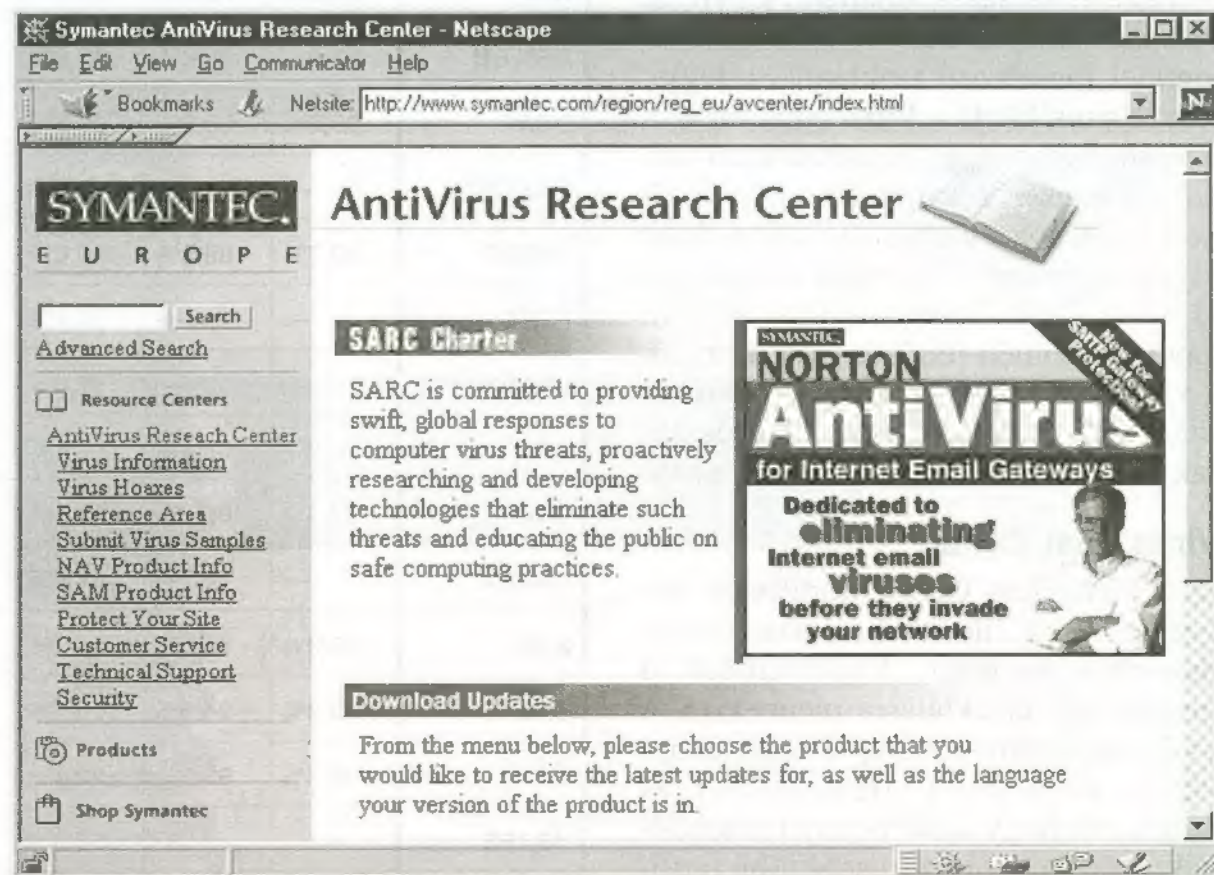 Symantec AntiVirus Research Center - Netscape
File Edit View Go Communicator Help
Bookmarks Netsite: http://www.symantec.com/region/reg_eu/avcenter/index.html
N
SYMANTEC.
EUROPE
Search
Advanced Search
Resource Centers
AntiVirus Reseach Center
Virus Information
Virus Hoaxes
Reference Area
Submit Virus Samples
NAV Product Info
SAM Product Info
Protect Your Site
Customer Service
Technical Support
Security
Products
Shop Symantec
AntiVirus Research Center
SARC Charter
SARC is committed to providing
swift, global responses to
computer virus threats, proactively
researching and developing
technologies that eliminate such
threats and educating the public on
safe computing practices.
SYMANTEC
NORTON
AntiVirus
for Internet Email Gateways
New for
SMTP Gateway
Protection!
Dedicated to
eliminating
Internet email
viruses
before they invade
your network
Download Updates
From the menu below, please choose the product that you
would like to receive the latest updates for, as well as the language
your version of the product is in.